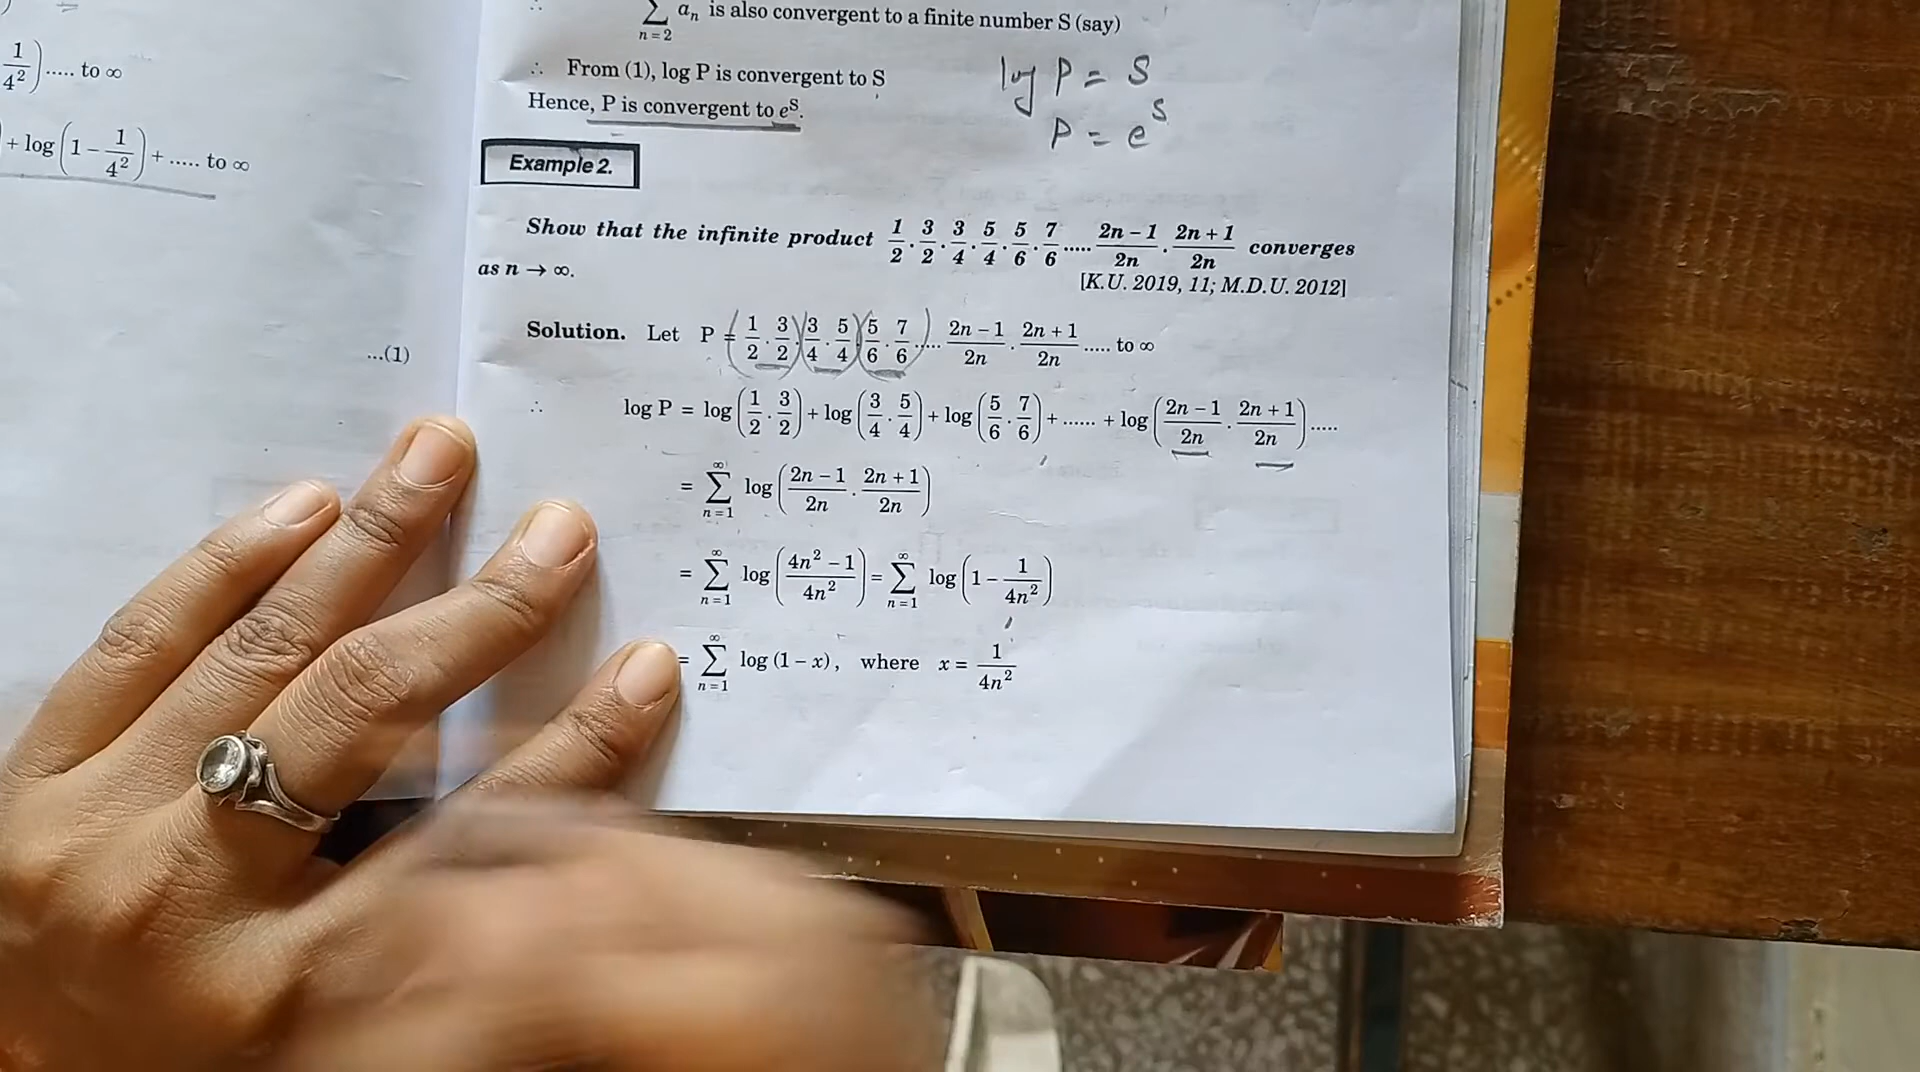 1/4²) ..... to ∞
+ log (1 − 1/4²) + ..... to ∞
...(1)
∴ ∑ n=2 aₙ is also convergent to a finite number S (say)
∴ From (1), log P is convergent to S
Hence, P is convergent to eˢ.
log P = S
P = eˢ
Example 2.
Show that the infinite product 1/2 . 3/2 . 3/4 . 5/4 . 5/6 . 7/6 ..... (2n − 1)/2n . (2n + 1)/2n converges
as n → ∞.
[K.U. 2019, 11; M.D.U. 2012]
Solution. Let P = (1/2 . 3/2)(3/4 . 5/4)(5/6 . 7/6) ..... (2n − 1)/2n . (2n + 1)/2n ..... to ∞
∴ log P = log (1/2 . 3/2) + log (3/4 . 5/4) + log (5/6 . 7/6) + ...... + log ((2n − 1)/2n . (2n + 1)/2n) .....
= ∑ n=1 ∞ log ((2n − 1)/2n . (2n + 1)/2n)
= ∑ n=1 ∞ log ((4n² − 1)/4n²) = ∑ n=1 ∞ log (1 − 1/4n²)
= ∑ n=1 ∞ log (1 − x), where x = 1/4n²